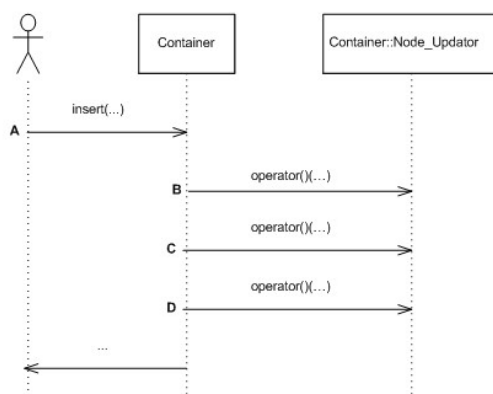 Container
Container::Node_Updator
insert(...)
A
operator()(...)
B
operator()(...)
C
operator()(...)
D
...